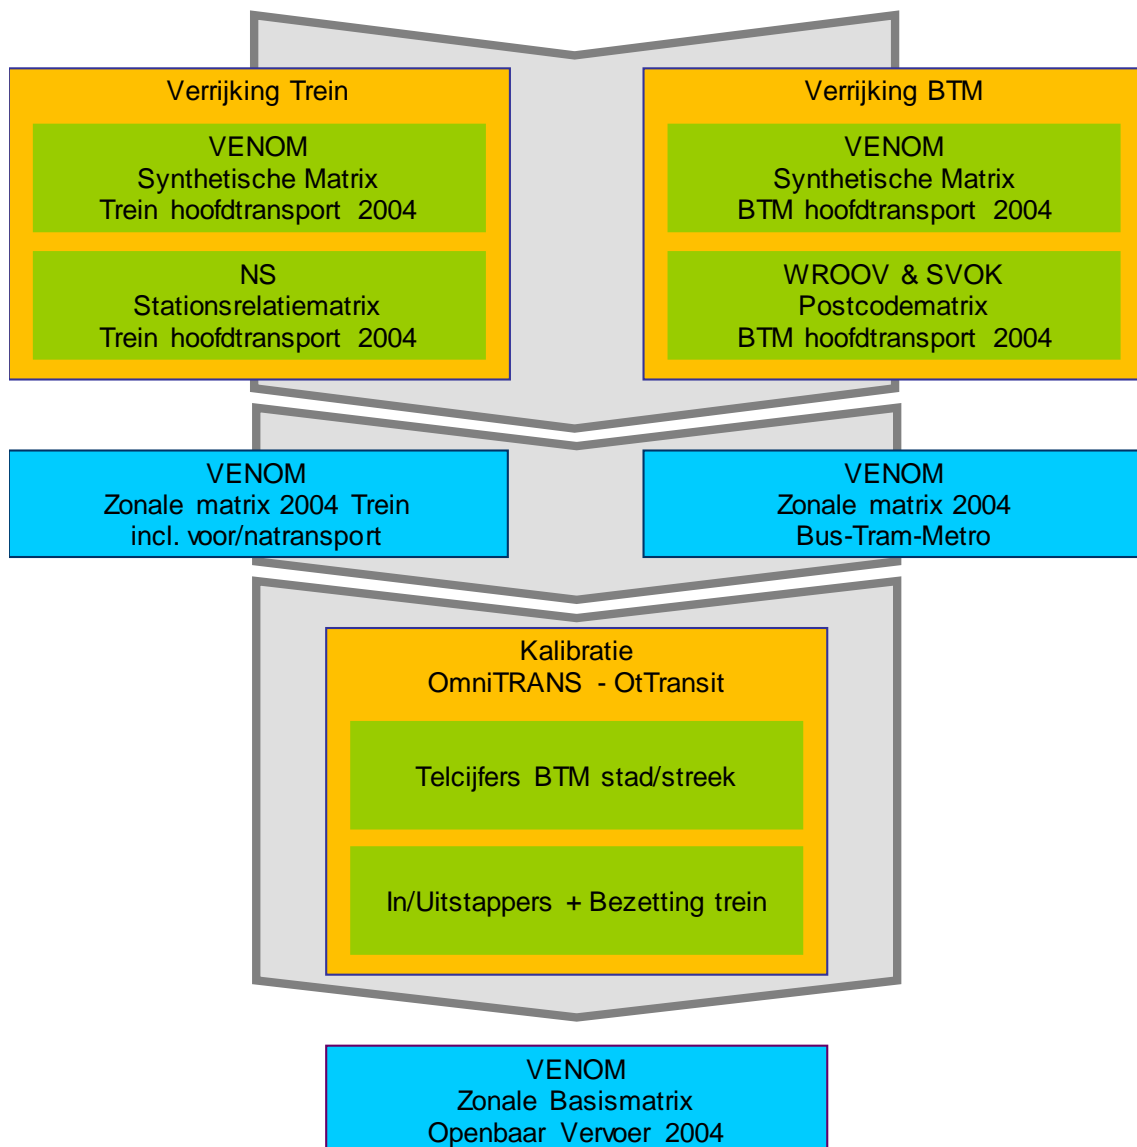 Verrijking Trein
VENOM
Synthetische Matrix
Trein hoofdtransport 2004
NS
Stationsrelatiematrix
Trein hoofdtransport 2004
Verrijking BTM
VENOM
Synthetische Matrix
BTM hoofdtransport 2004
WROOV & SVOK
Postcodematrix
BTM hoofdtransport 2004
VENOM
Zonale matrix 2004 Trein
incl. voor/natransport
VENOM
Zonale matrix 2004
Bus-Tram-Metro
Kalibratie
OmniTRANS - OtTransit
Telcijfers BTM stad/streek
In/Uitstappers + Bezetting trein
VENOM
Zonale Basismatrix
Openbaar Vervoer 2004